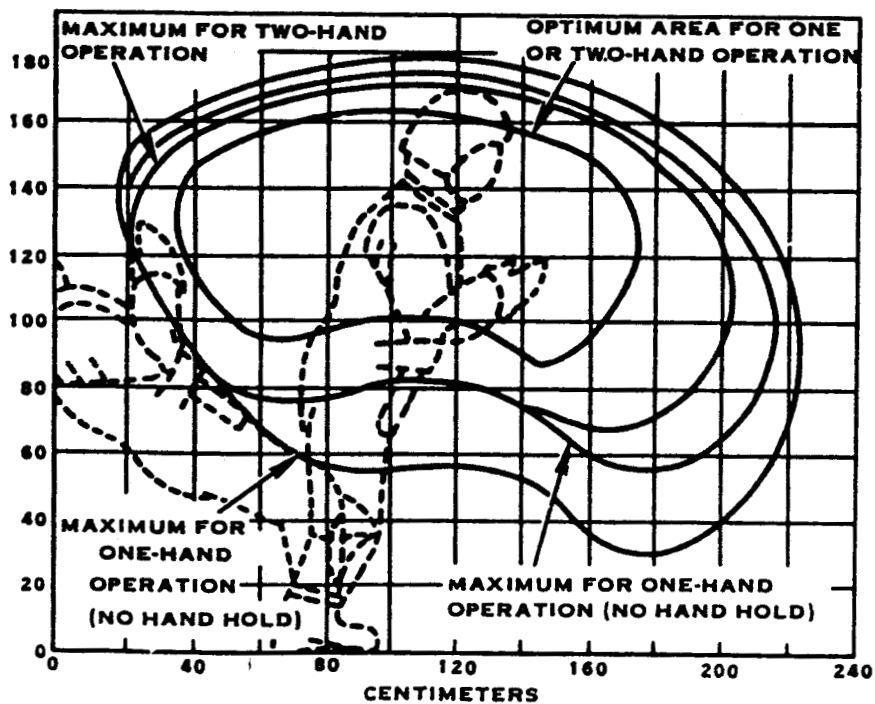 MAXIMUM FOR TWO-HAND
OPERATION
OPTIMUM AREA FOR ONE
OR TWO-HAND OPERATION
180
160
140
120
100
80
60
40
20
0
MAXIMUM FOR
ONE-HAND
OPERATION
(NO HAND HOLD)
MAXIMUM FOR ONE-HAND
OPERATION (NO HAND HOLD)
0 40 80 120 160 200 240
CENTIMETERS